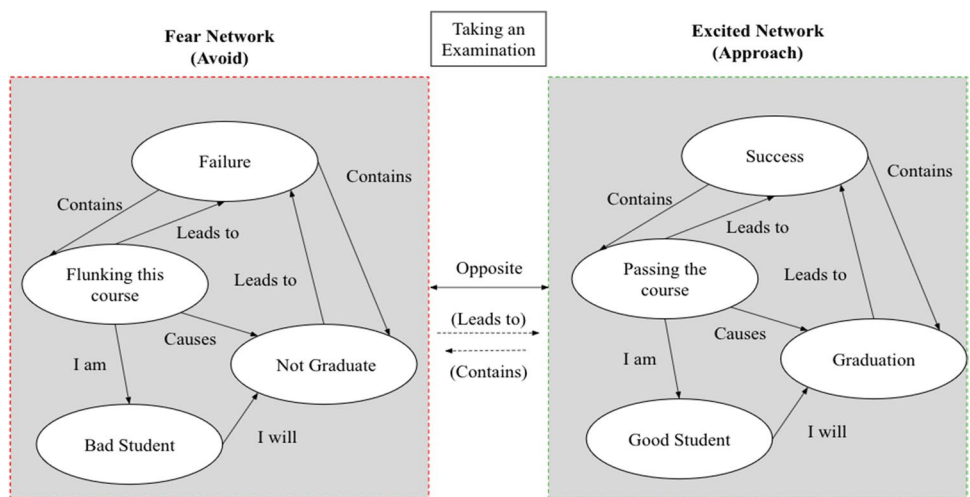 Fear Network
(Avoid)
Taking an
Examination
Excited Network
(Approach)
Failure
Contains
Contains
Leads to
Flunking this
course
Leads to
Causes
I am
Not Graduate
Bad Student
I will
Opposite
(Leads to)
(Contains)
Success
Contains
Contains
Leads to
Passing the
course
Leads to
Causes
I am
Graduation
Good Student
I will